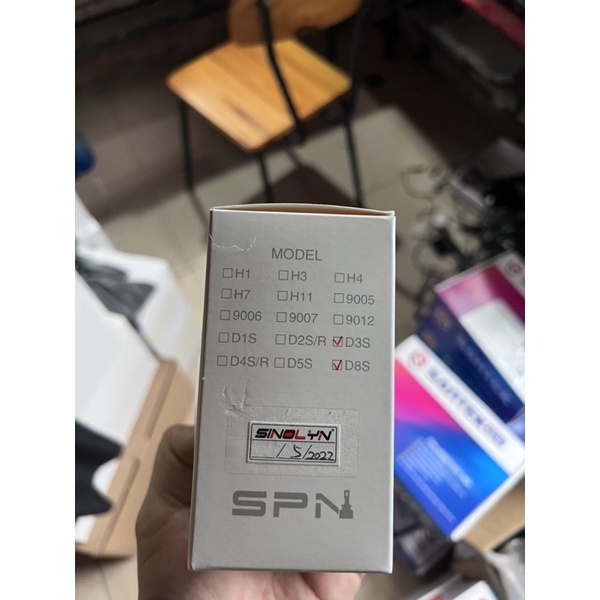 MODEL
☐H1 ☐H3 ☐H4
☐H7 ☐H11 ☐9005
☐9006 ☐9007 ☐9012
☐D1S ☐D2S/R ☑D3S
☐D4S/R ☐D5S ☑D8S
SINOLYN
/5/2022
SPN